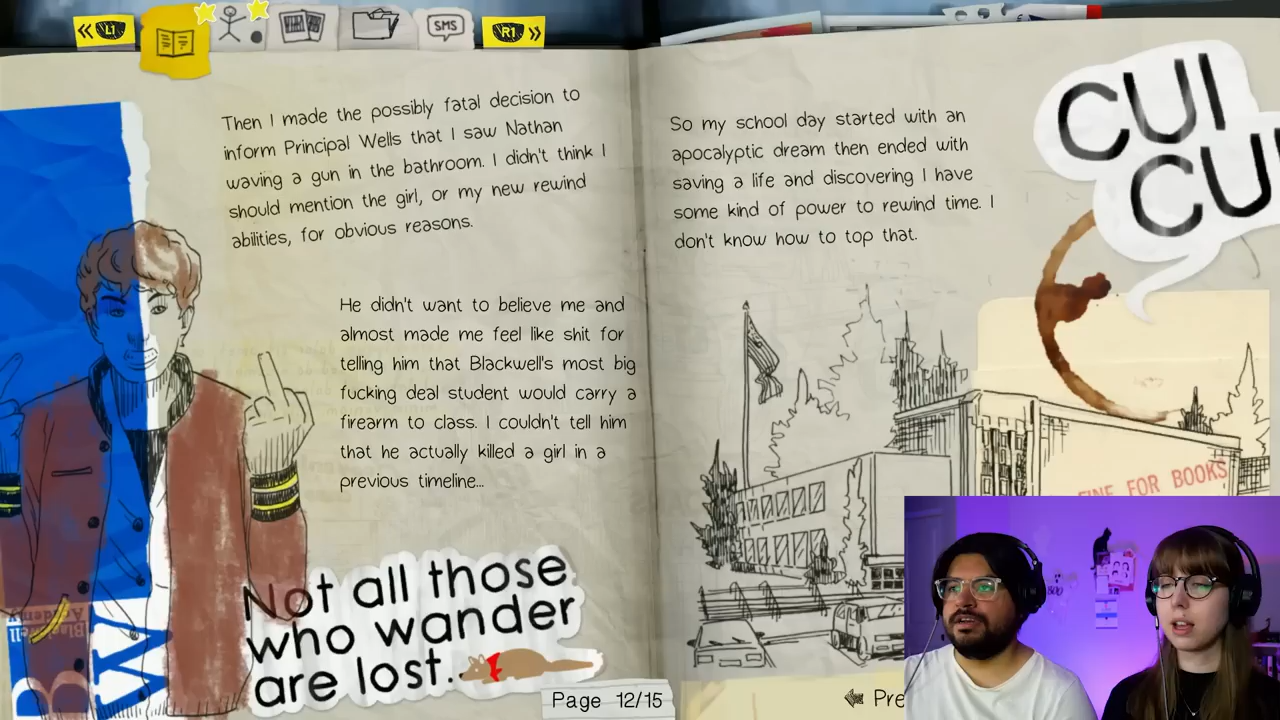 L1
SMS
R1
Then I made the possibly fatal decision to
inform Principal Wells that I saw Nathan
waving a gun in the bathroom. I didn't think I
should mention the girl, or my new rewind
abilities, for obvious reasons.
He didn't want to believe me and
almost made me feel like shit for
telling him that Blackwell's most big
fucking deal student would carry a
firearm to class. I couldn't tell him
that he actually killed a girl in a
previous timeline...
Not all those
who wander
are lost.
So my school day started with an
apocalyptic dream then ended with
saving a life and discovering I have
some kind of power to rewind time. I
don't know how to top that.
CUI
CU
FINE FOR BOOKS
Page 12/15
Pre